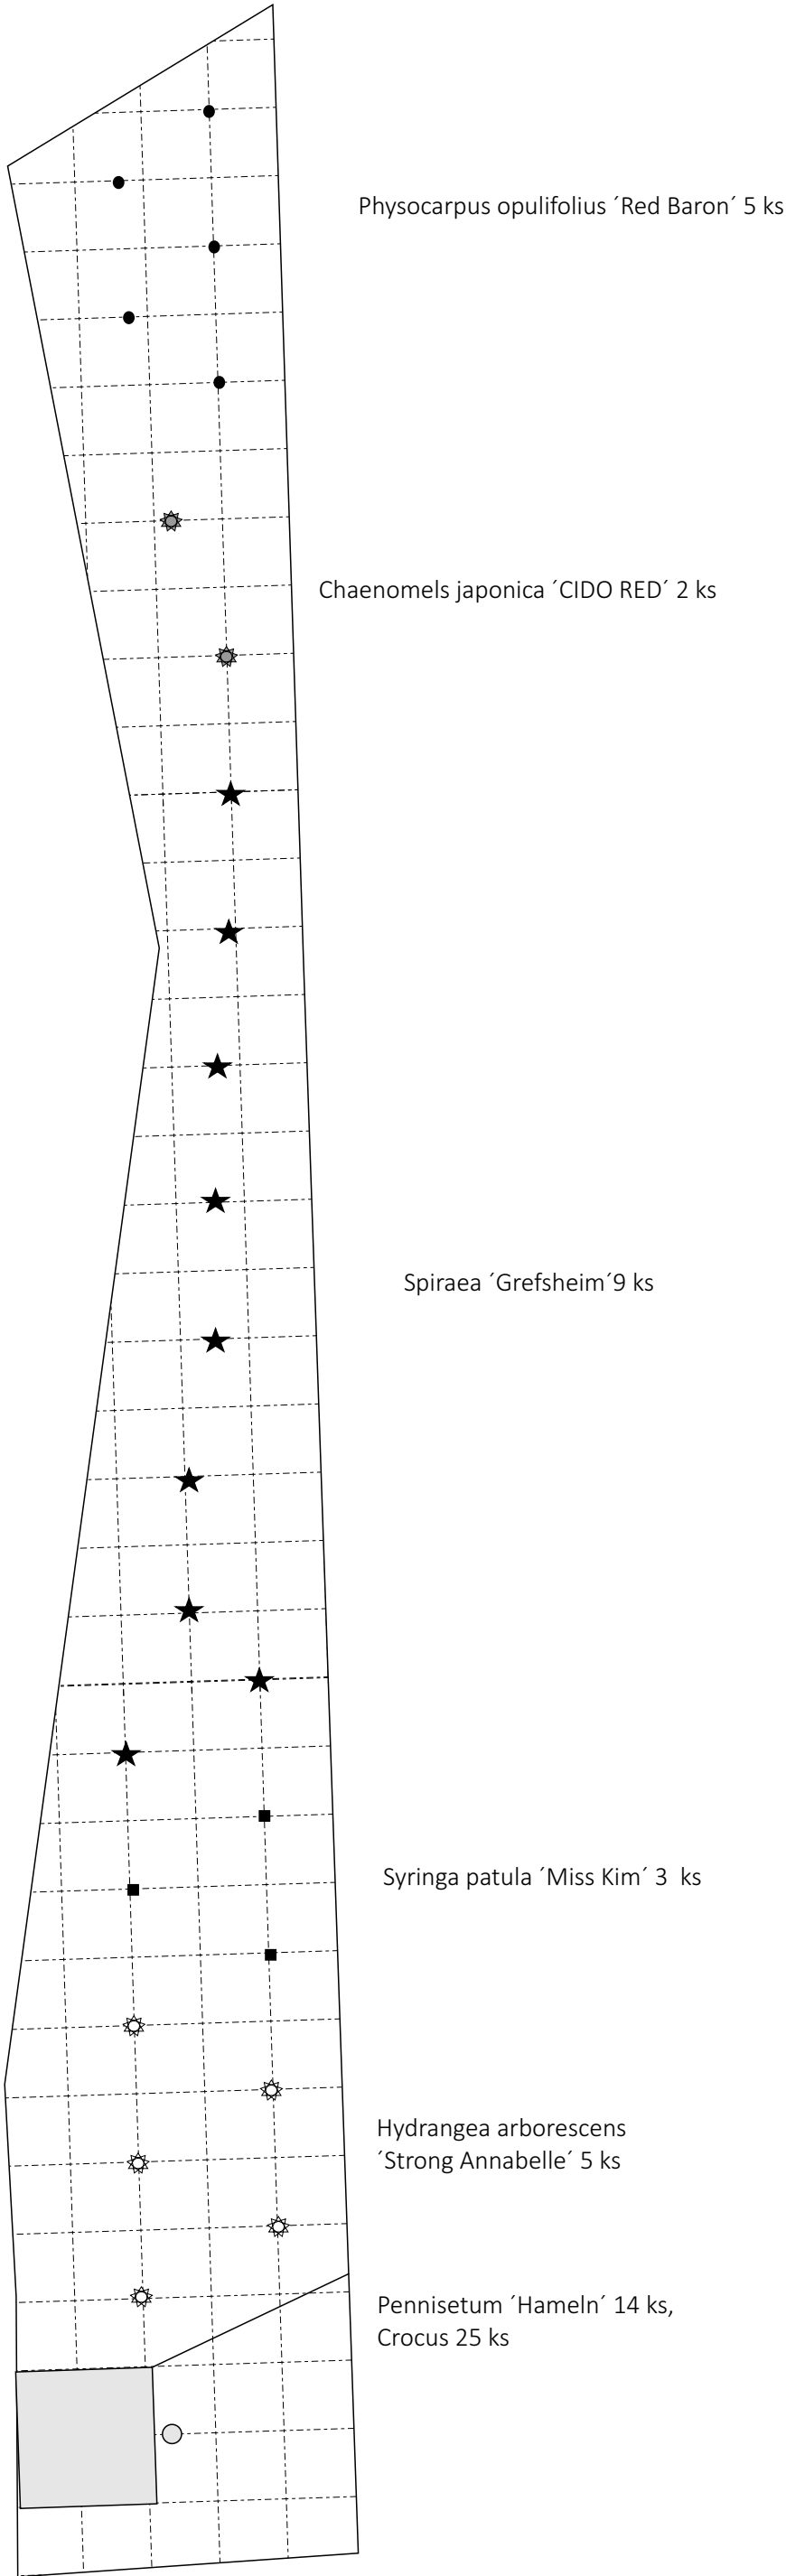 Physocarpus opulifolius ´Red Baron´ 5 ks
Chaenomels japonica ´CIDO RED´ 2 ks
Spiraea ´Grefsheim´9 ks
Syringa patula ´Miss Kim´ 3  ks
Hydrangea arborescens
´Strong Annabelle´ 5 ks
Pennisetum ´Hameln´ 14 ks,
Crocus 25 ks